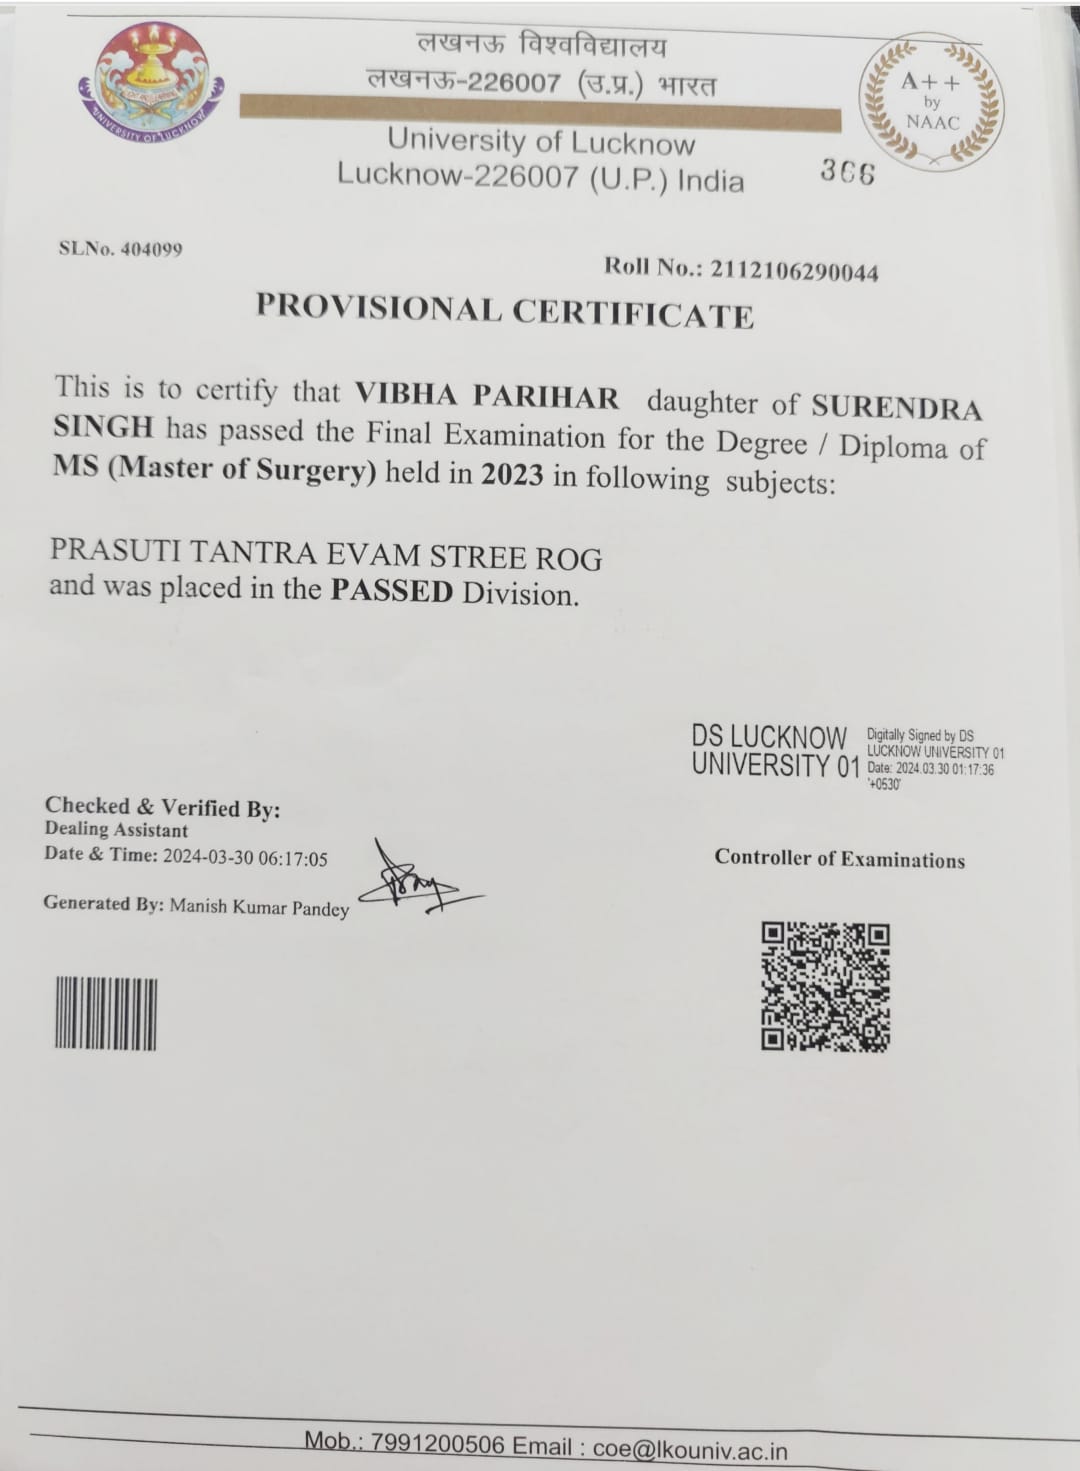 लखनऊ विश्वविद्यालय
लखनऊ-226007 (उ.प्र.) भारत
UNIVERSITY OF LUCKNOW
A++
by
NAAC
University of Lucknow
Lucknow-226007 (U.P.) India
366
SLNo. 404099
Roll No.: 2112106290044
PROVISIONAL CERTIFICATE
This is to certify that VIBHA PARIHAR daughter of SURENDRA
SINGH has passed the Final Examination for the Degree / Diploma of
MS (Master of Surgery) held in 2023 in following subjects:
PRASUTI TANTRA EVAM STREE ROG
and was placed in the PASSED Division.
DS LUCKNOW
UNIVERSITY 01
Digitally Signed by DS
LUCKNOW UNIVERSITY 01
Date: 2024.03.30 01:17:36
'+0530'
Checked & Verified By:
Dealing Assistant
Date & Time: 2024-03-30 06:17:05
Generated By: Manish Kumar Pandey
Controller of Examinations
Mob.: 7991200506 Email : coe@lkouniv.ac.in